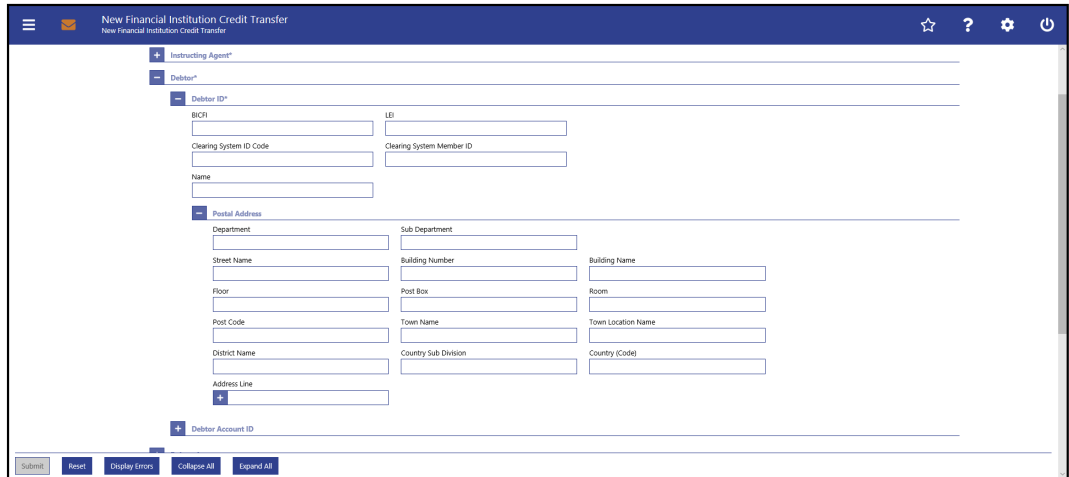 New Financial Institution Credit Transfer
New Financial Institution Credit Transfer
Instructing Agent*
Debtor*
Debtor ID*
BICFI LEI
Clearing System ID Code Clearing System Member ID
Name
Postal Address
Department Sub Department
Street Name Building Number Building Name
Floor Post Box Room
Post Code Town Name Town Location Name
District Name Country Sub Division Country (Code)
Address Line
Debtor Account ID
Submit Reset Display Errors Collapse All Expand All